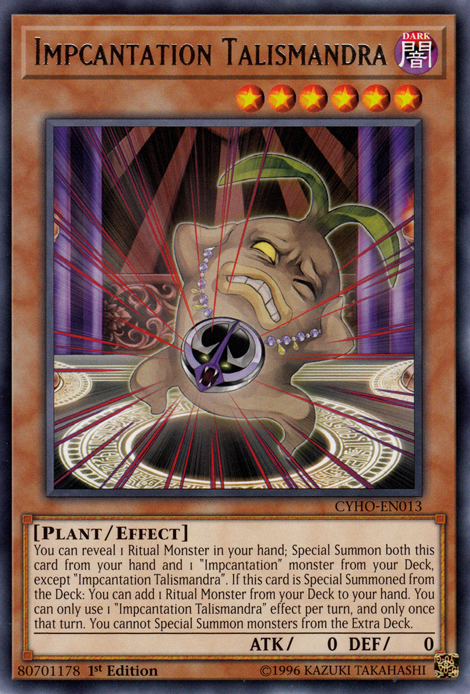 IMPCANTATION TALISMANDRA
DARK
闇
CYHO-EN013
[PLANT/EFFECT]
You can reveal 1 Ritual Monster in your hand; Special Summon both this
card from your hand and 1 "Impcantation" monster from your Deck,
except "Impcantation Talismandra". If this card is Special Summoned from
the Deck: You can add 1 Ritual Monster from your Deck to your hand. You
can only use 1 "Impcantation Talismandra" effect per turn, and only once
that turn. You cannot Special Summon monsters from the Extra Deck.
ATK/ 0 DEF/ 0
80701178 1st Edition ©1996 KAZUKI TAKAHASHI